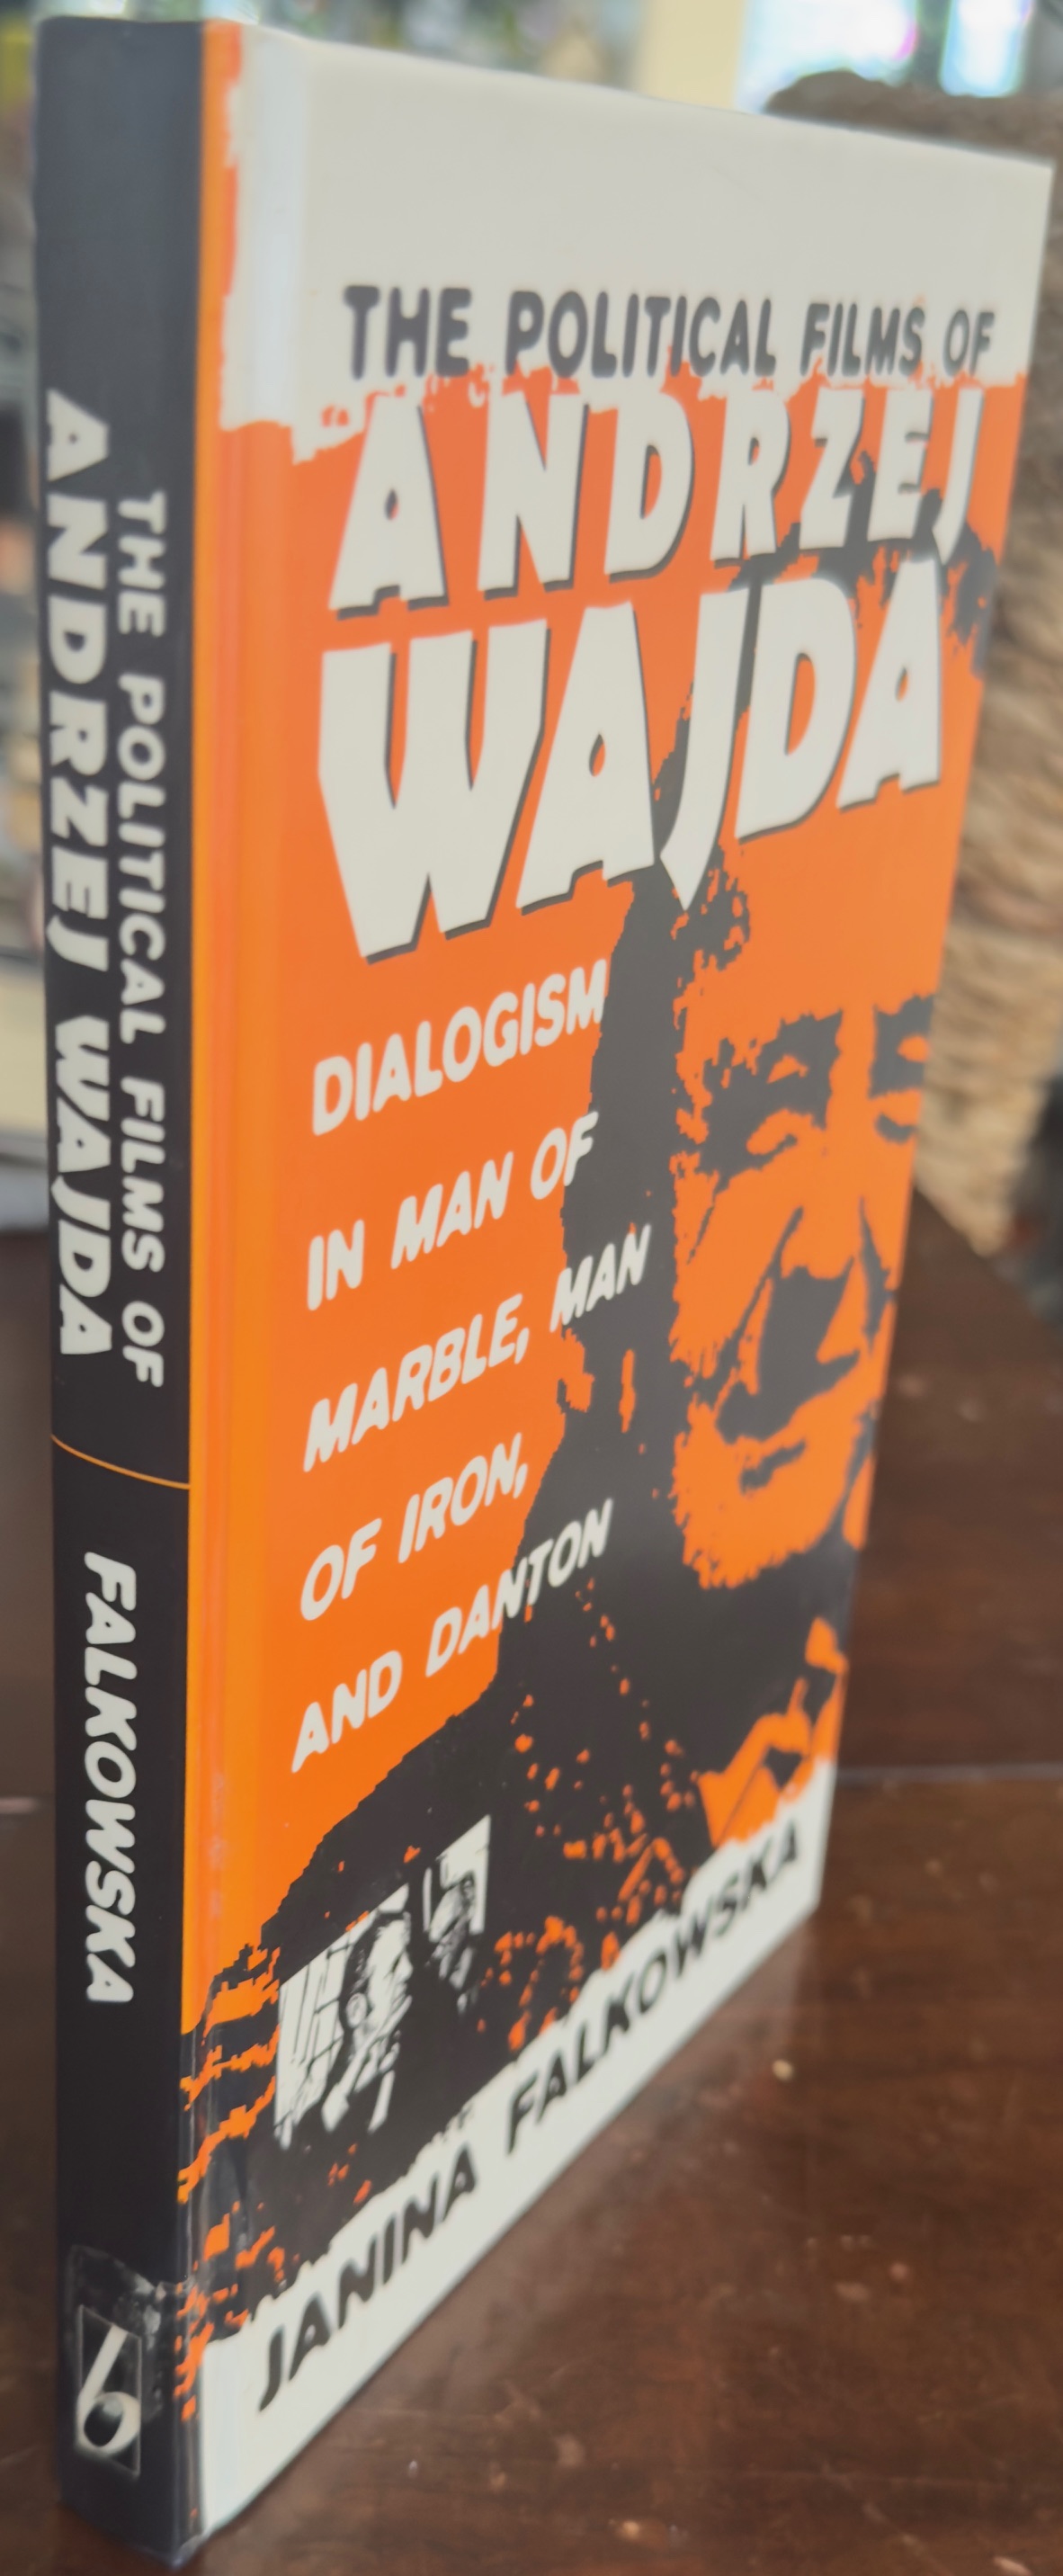 THE POLITICAL FILMS OF
ANDRZEJ WAJDA
FALKOWSKA
THE POLITICAL FILMS OF
ANDRZEJ
WAJDA
DIALOGISM
IN MAN OF
MARBLE, MAN
OF IRON,
AND DANTON
JANINA FALKOWSKA